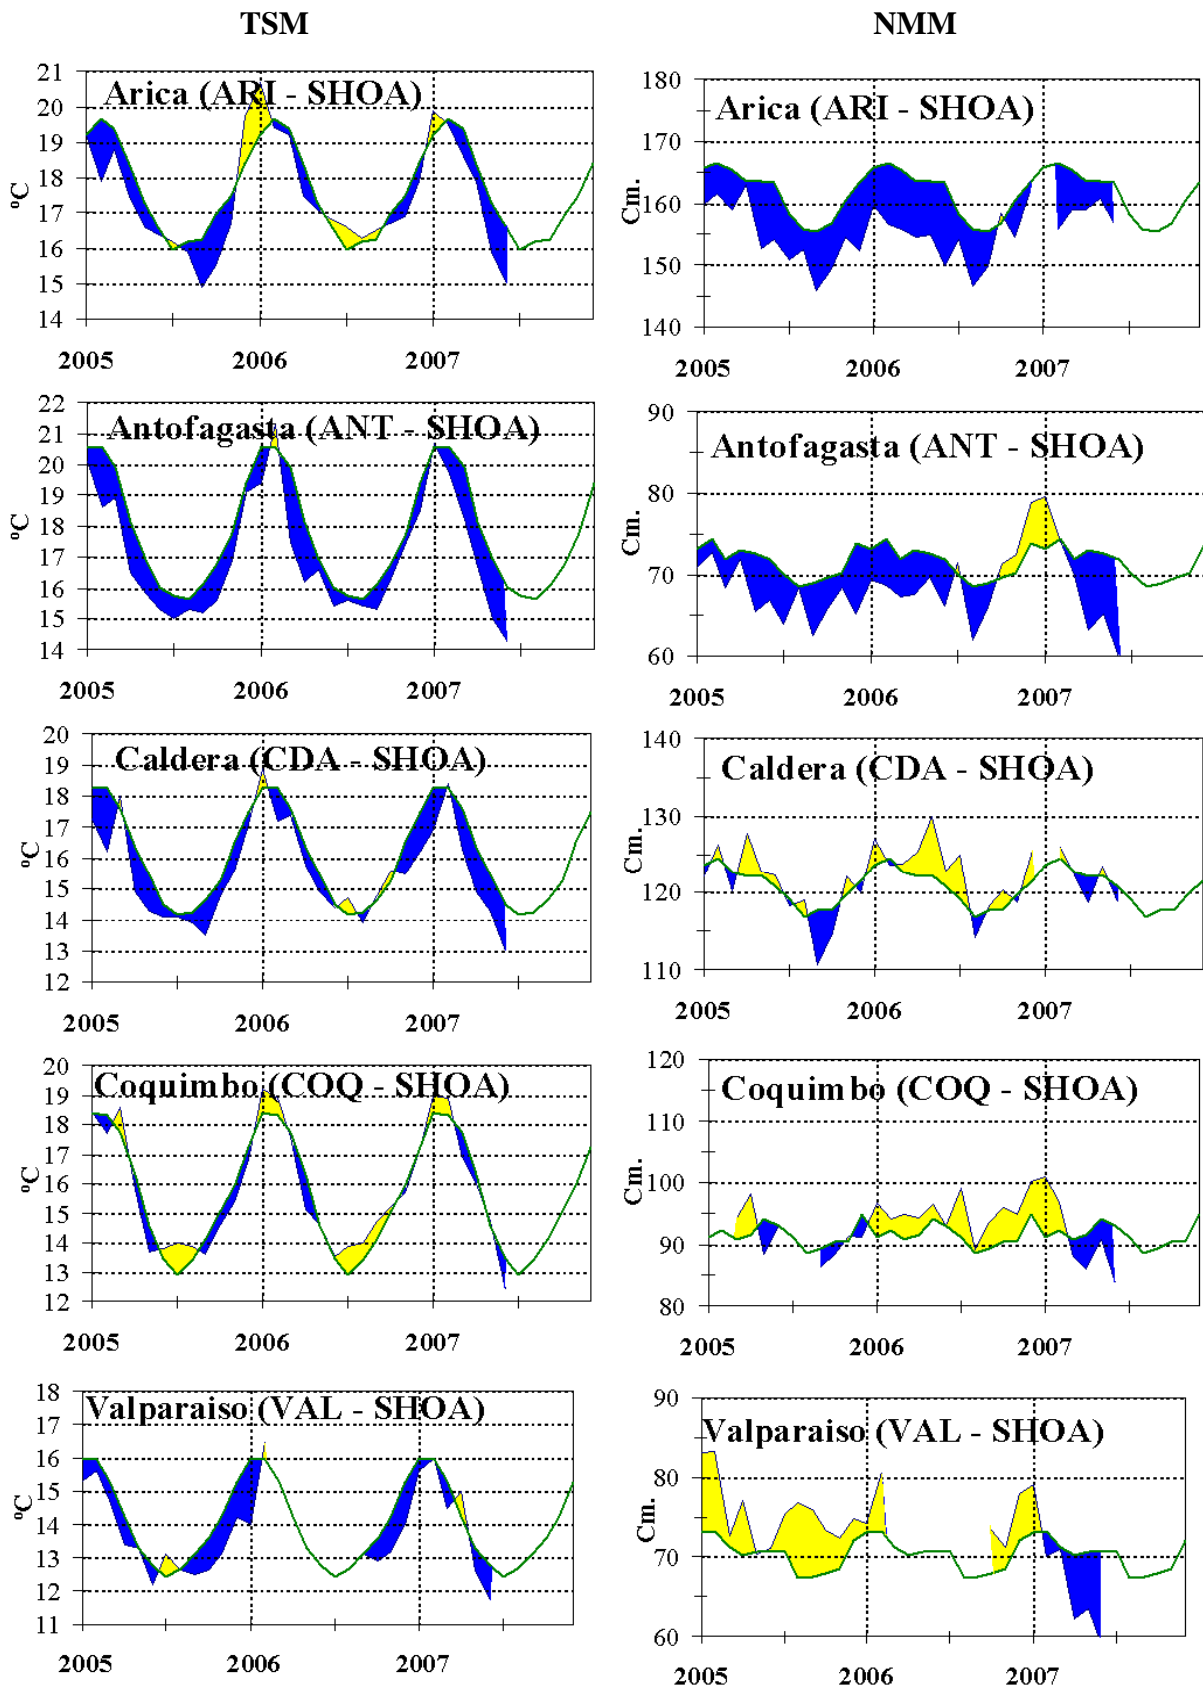 TSM
NMM
21
20
19
18
17
16
15
14
ºC
Arica (ARI - SHOA)
2005 2006 2007
180
170
160
150
140
Cm.
Arica (ARI - SHOA)
2005 2006 2007
22
21
20
19
18
17
16
15
14
ºC
Antofagasta (ANT - SHOA)
2005 2006 2007
90
80
70
60
Cm.
Antofagasta (ANT - SHOA)
2005 2006 2007
20
19
18
17
16
15
14
13
12
ºC
Caldera (CDA - SHOA)
2005 2006 2007
140
130
120
110
Cm.
Caldera (CDA - SHOA)
2005 2006 2007
20
19
18
17
16
15
14
13
12
ºC
Coquimbo (COQ - SHOA)
2005 2006 2007
120
110
100
90
80
Cm.
Coquimbo (COQ - SHOA)
2005 2006 2007
18
17
16
15
14
13
12
11
ºC
Valparaiso (VAL - SHOA)
2005 2006 2007
90
80
70
60
Cm.
Valparaiso (VAL - SHOA)
2005 2006 2007